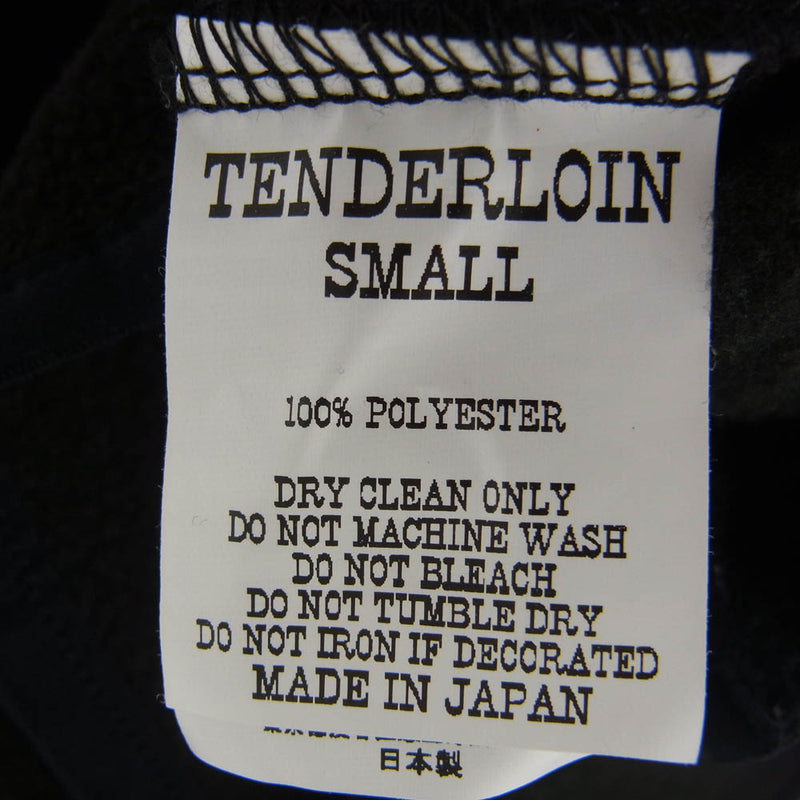 TENDERLOIN
SMALL
100% POLYESTER
DRY CLEAN ONLY
DO NOT MACHINE WASH
DO NOT BLEACH
DO NOT TUMBLE DRY
DO NOT IRON IF DECORATED
MADE IN JAPAN
日本製